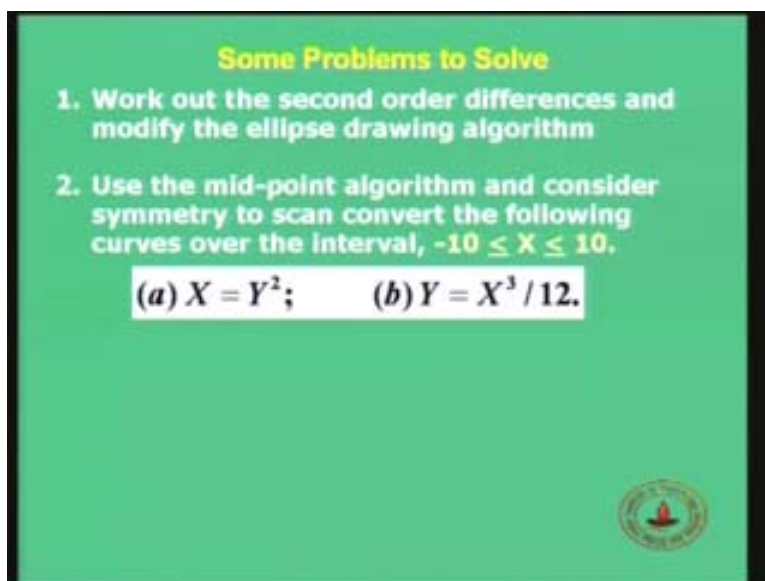 Some Problems to Solve
1. Work out the second order differences and
modify the ellipse drawing algorithm
2. Use the mid-point algorithm and consider
symmetry to scan convert the following
curves over the interval, -10 ≤ X ≤ 10.
(a) X = Y²; (b) Y = X³ / 12.